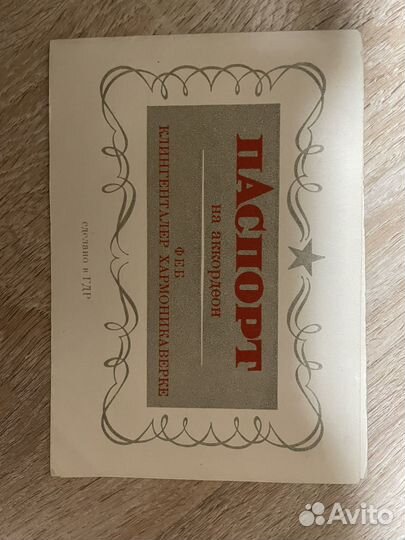 ПАСПОРТ
на аккордеон
ФЕБ
КЛИНГЕНТАЛЕР ХАРМОНИКАВЕРКЕ
сделано в ГДР
Avito